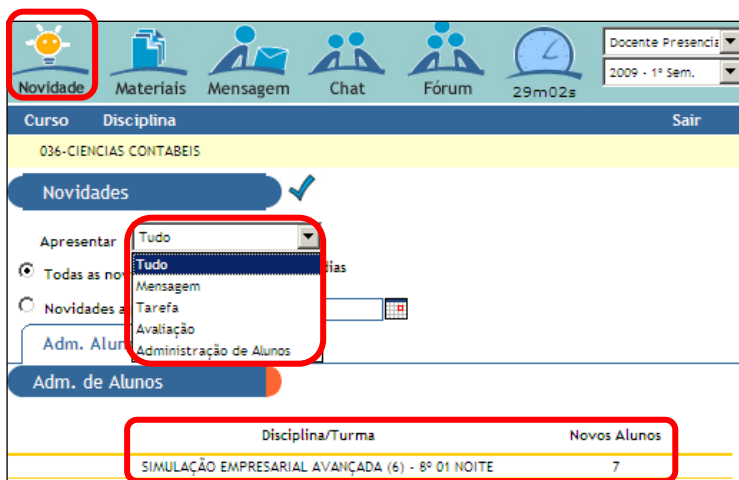 Docente Presencia
Novidade Materiais Mensagem Chat Fórum 29m02s 2009 - 1º Sem.
Curso Disciplina Sair
036-CIENCIAS CONTABEIS
Novidades
Apresentar Tudo
Tudo
Todas as nov dias
Mensagem
Novidades a Tarefa
Avaliação
Adm. Alun Administração de Alunos
Adm. de Alunos
Disciplina/Turma Novos Alunos
SIMULAÇÃO EMPRESARIAL AVANÇADA (6) - 8º 01 NOITE 7